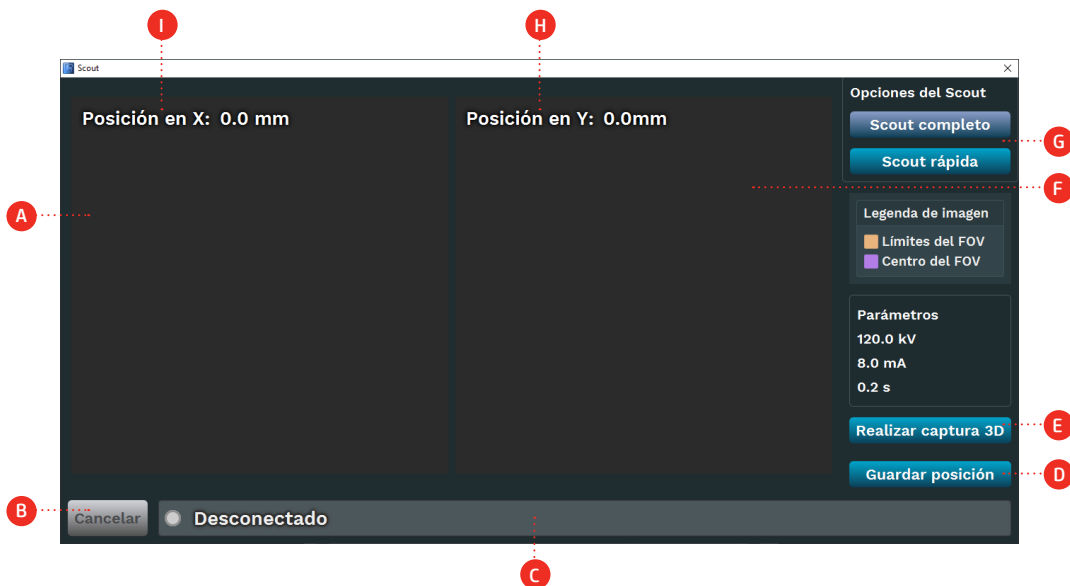 I
H
Scout
Posición en X: 0.0 mm
Posición en Y: 0.0mm
Opciones del Scout
Scout completo
G
Scout rápida
F
A
Legenda de imagen
Límites del FOV
Centro del FOV
Parámetros
120.0 kV
8.0 mA
0.2 s
Realizar captura 3D
E
Guardar posición
D
B
Cancelar
Desconectado
C